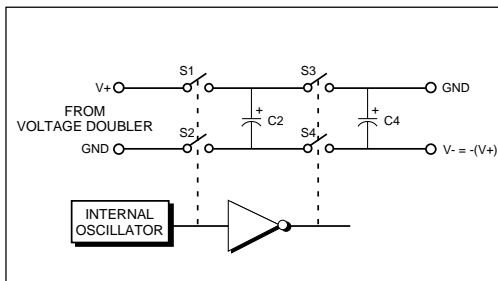 S1
S3
V+
GND
FROM
VOLTAGE DOUBLER
+
C2
+
C4
S2
S4
GND
V- = -(V+)
INTERNAL
OSCILLATOR